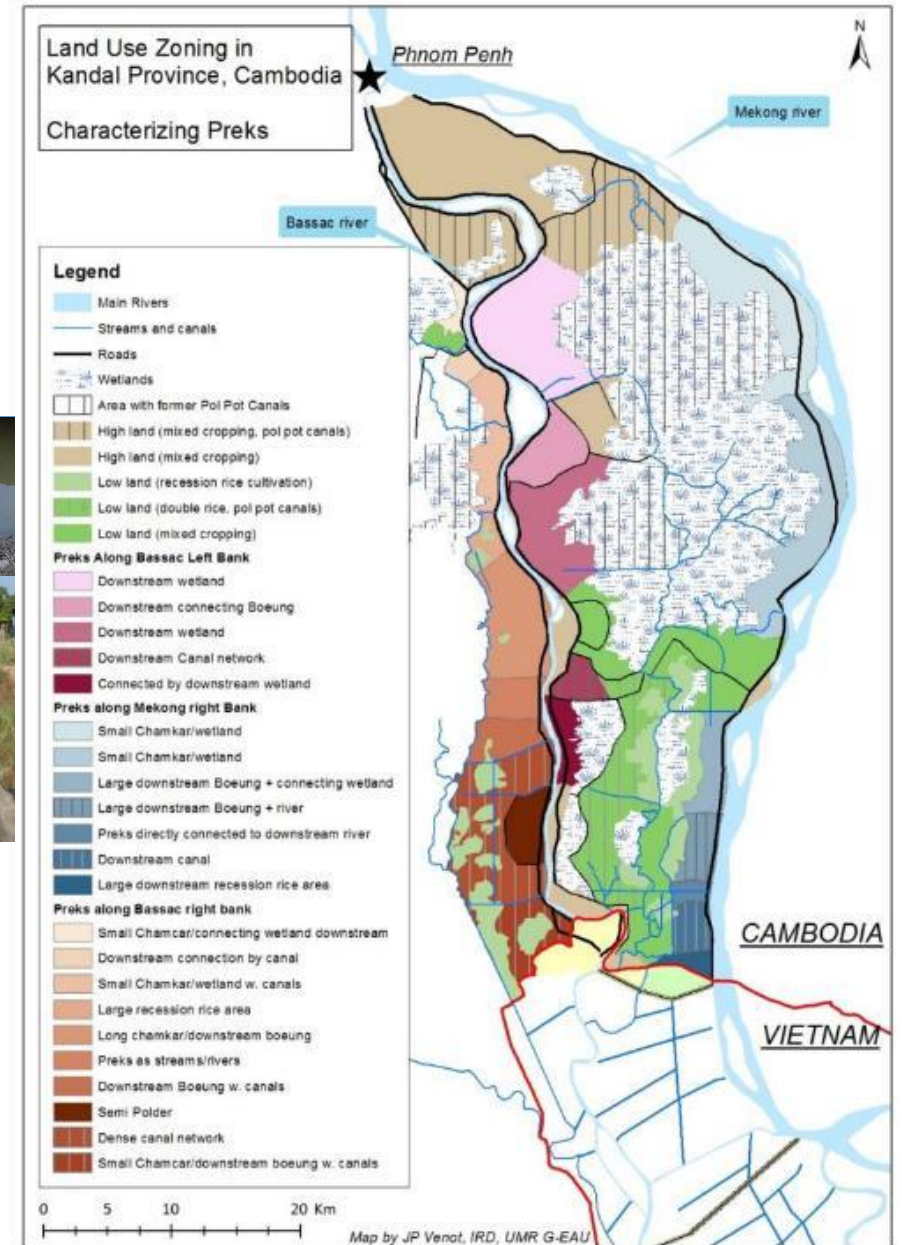 Land Use Zoning in
Kandal Province, Cambodia
Characterizing Preks
Phnom Penh
N
Mekong river
Bassac river
Legend
Main Rivers
Streams and canals
Roads
Wetlands
Area with former Pol Pot Canals
High land (mixed cropping, pol pot canals)
High land (mixed cropping)
Low land (recession rice cultivation)
Low land (double rice, pol pot canals)
Low land (mixed cropping)
Preks Along Bassac Left Bank
Downstream wetland
Downstream connecting Boeung
Downstream wetland
Downstream Canal network
Connected by downstream wetland
Preks along Mekong right Bank
Small Chamkar/wetland
Small Chamkar/wetland
Large downstream Boeung + connecting wetland
Large downstream Boeung + river
Preks directly connected to downstream river
Downstream canal
Large downstream recession rice area
Preks along Bassac right bank
Small Chamcar/connecting wetland downstream
Downstream connection by canal
Small Chamkar/wetland w. canals
Large recession rice area
Long chamkar/downstream boeung
Preks as streams/rivers
Downstream Boeung w. canals
Semi Polder
Dense canal network
Small Chamcar/downstream boeung w. canals
CAMBODIA
VIETNAM
0 5 10 20 Km
Map by JP Venot, IRD, UMR G-EAU